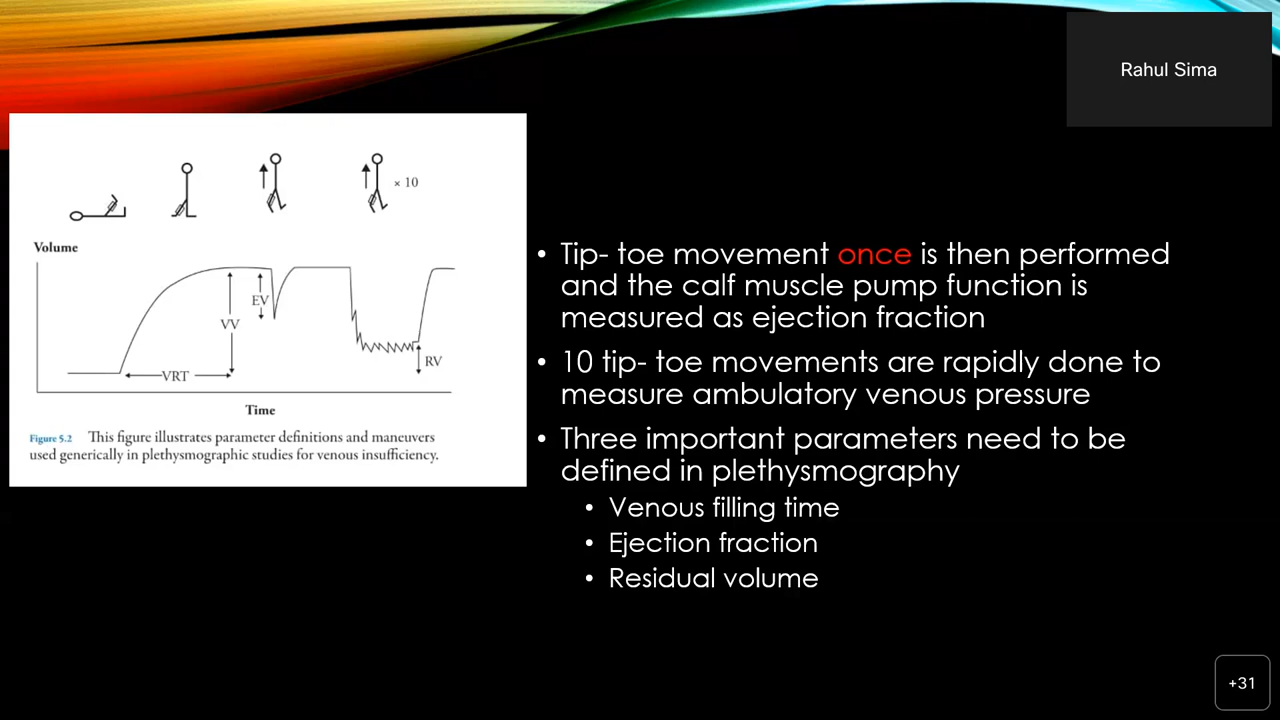 Rahul Sima
× 10
Volume
EV
VV
RV
VRT
Time
Figure 5.2 This figure illustrates parameter definitions and maneuvers
used generically in plethysmographic studies for venous insufficiency.
• Tip- toe movement once is then performed
and the calf muscle pump function is
measured as ejection fraction
• 10 tip- toe movements are rapidly done to
measure ambulatory venous pressure
• Three important parameters need to be
defined in plethysmography
• Venous filling time
• Ejection fraction
• Residual volume
+31